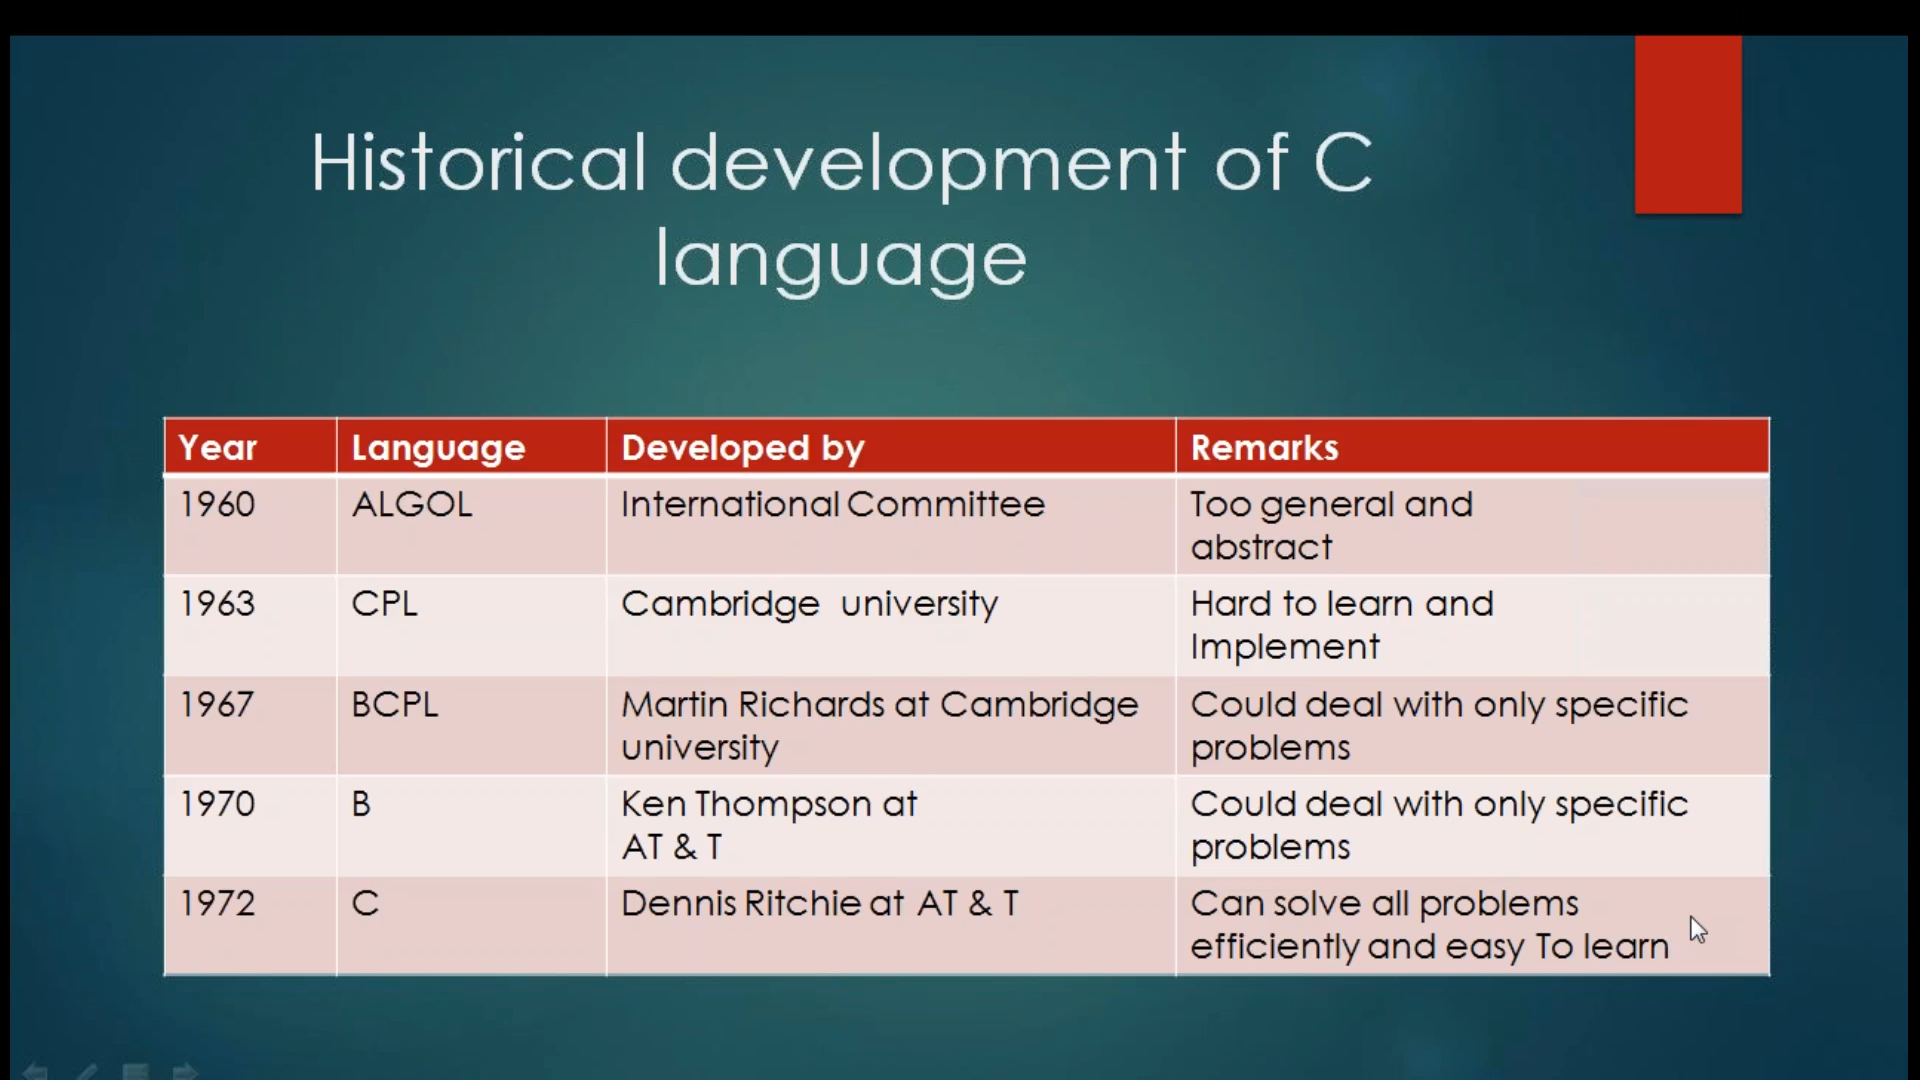 Historical development of C
language
Year Language Developed by Remarks
1960 ALGOL International Committee Too general and
abstract
1963 CPL Cambridge university Hard to learn and
Implement
1967 BCPL Martin Richards at Cambridge Could deal with only specific
university problems
1970 B Ken Thompson at Could deal with only specific
AT & T problems
1972 C Dennis Ritchie at AT & T Can solve all problems
efficiently and easy To learn